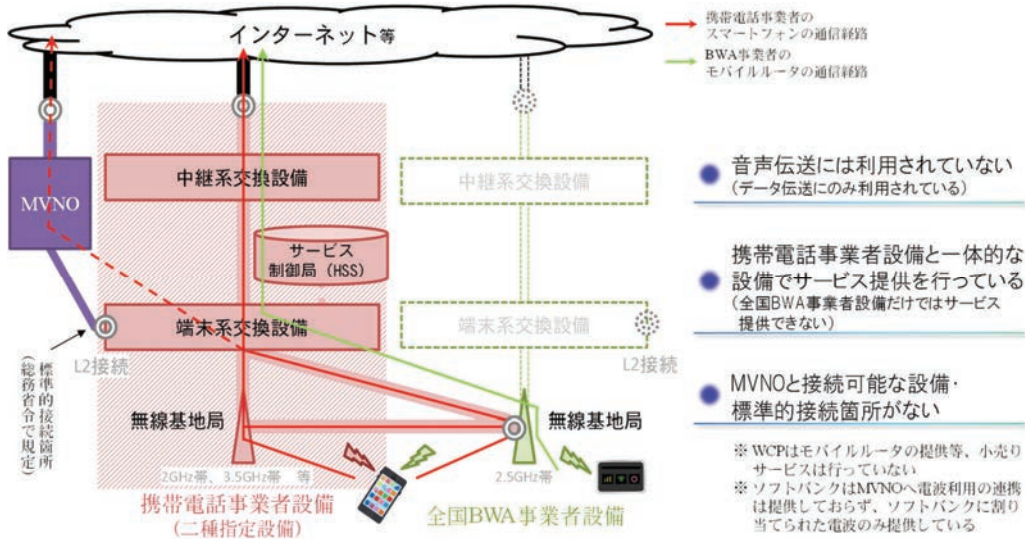 インターネット等
携帯電話事業者の
スマートフォンの通信経路
BWA事業者の
モバイルルータの通信経路
中継系交換設備
中継系交換設備
MVNO
サービス
制御局（HSS）
端末系交換設備
端末系交換設備
L2接続
L2接続
標準的接続箇所
（総務省令で規定）
無線基地局
無線基地局
2GHz帯、3.5GHz帯　等
2.5GHz帯
携帯電話事業者設備
（二種指定設備）
全国BWA事業者設備
音声伝送には利用されていない
（データ伝送にのみ利用されている）
携帯電話事業者設備と一体的な
設備でサービス提供を行っている
（全国BWA事業者設備だけではサービス
提供できない）
MVNOと接続可能な設備・
標準的接続箇所がない
※ WCPはモバイルルータの提供等、小売り
サービスは行っていない
※ ソフトバンクはMVNOへ電波利用の連携
は提供しておらず、ソフトバンクに割り
当てられた電波のみ提供している